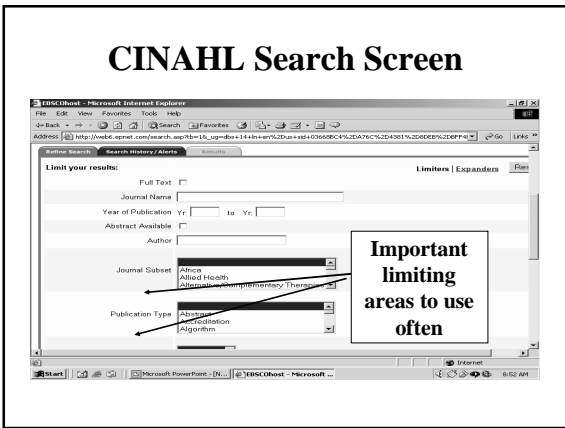 CINAHL Search Screen
EBSCOhost - Microsoft Internet Explorer
File Edit View Favorites Tools Help
Back Search Favorites
Address Go Links »
Refine Search Search History/Alerts Results
Limit your results: Limiters | Expanders Res
Full Text
Journal Name
Year of Publication Yr: to Yr:
Abstract Available
Author
Journal Subset
Africa
Allied Health
Alternative/Complementary Therapies
Publication Type
Abstract
Accreditation
Algorithm
Important
limiting
areas to use
often
Internet
Start Microsoft PowerPoint - [N... EBSCOhost - Microsoft ... 8:52 AM